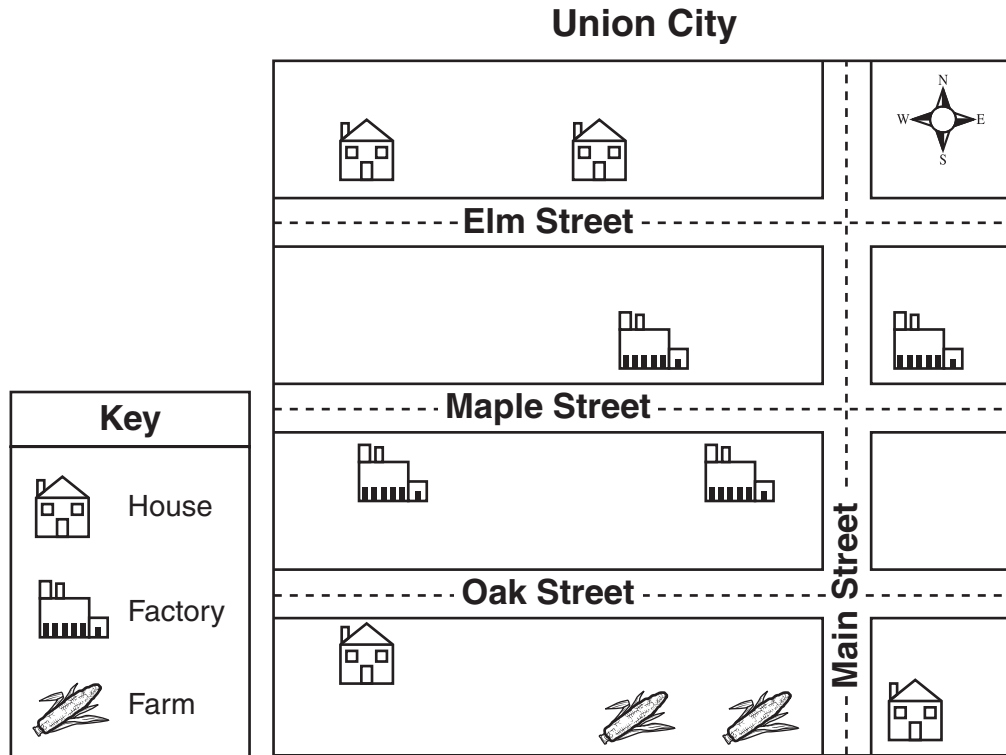 Union City
N
W E
S
Elm Street
Maple Street
Oak Street
Main Street
Key
House
Factory
Farm